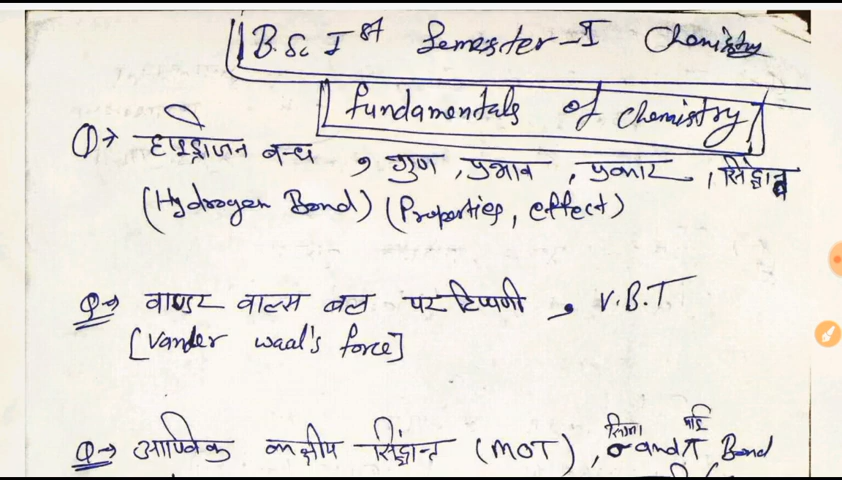 B.Sc Ist Semester-I Chemistry
fundamentals of chemistry
Q→ हाइड्रोजन बन्ध , गुण , प्रभाव , प्रकार , सिद्धांत
(Hydrogen Bond) (Properties, effect)
Q→ वाण्डर वाल्स बल पर टिप्पणी , V.B.T
[Vander waal's force]
सिग्मा पाई
Q→ आण्विक कक्षीय सिद्धान्त (MOT), σ and π Bond